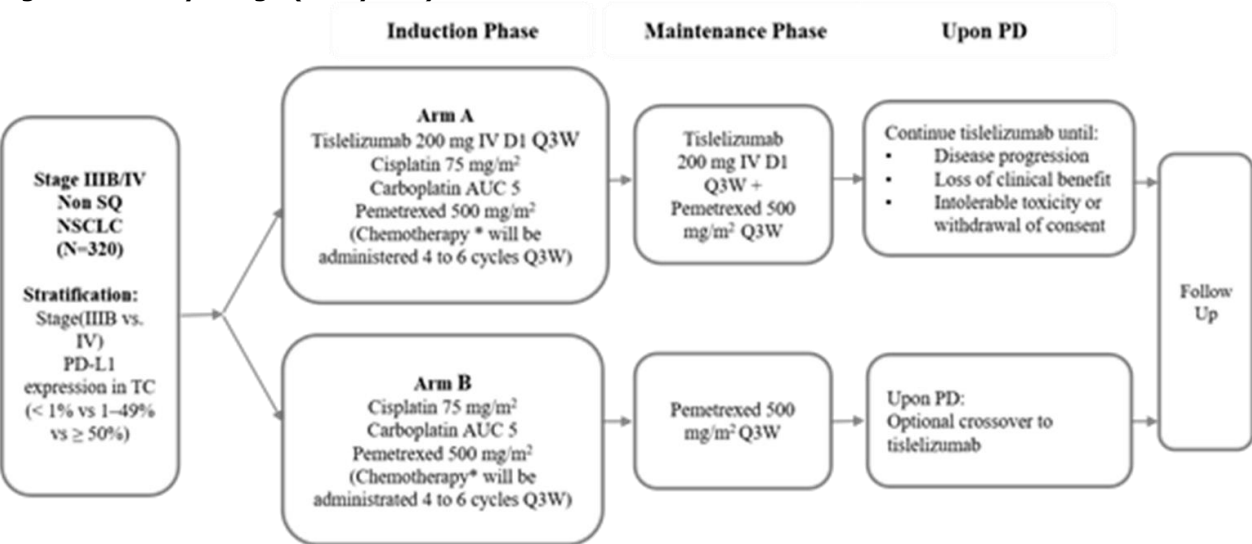 Induction Phase
Maintenance Phase
Upon PD
Stage IIIB/IV
Non SQ
NSCLC
(N=320)
Stratification:
Stage(IIIB vs.
IV)
PD-L1
expression in TC
(< 1% vs 1–49%
vs ≥ 50%)
Arm A
Tislelizumab 200 mg IV D1 Q3W
Cisplatin 75 mg/m²
Carboplatin AUC 5
Pemetrexed 500 mg/m²
(Chemotherapy * will be
administered 4 to 6 cycles Q3W)
Tislelizumab
200 mg IV D1
Q3W +
Pemetrexed 500
mg/m² Q3W
Continue tislelizumab until:
• Disease progression
• Loss of clinical benefit
• Intolerable toxicity or
withdrawal of consent
Arm B
Cisplatin 75 mg/m²
Carboplatin AUC 5
Pemetrexed 500 mg/m²
(Chemotherapy* will be
administrated 4 to 6 cycles Q3W)
Pemetrexed 500
mg/m² Q3W
Upon PD:
Optional crossover to
tislelizumab
Follow
Up